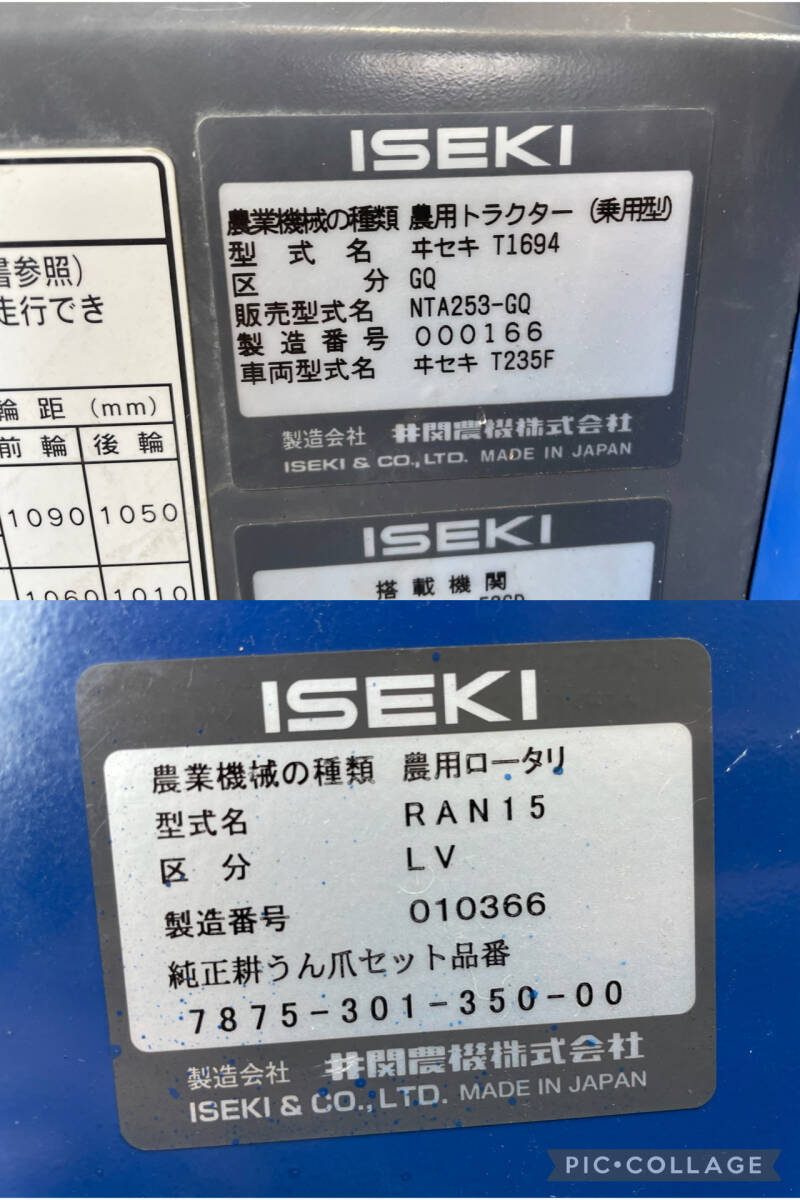 ISEKI
農業機械の種類 農用トラクター (乗用型)
型式名 ヰセキ T1694
区分 GQ
販売型式名 NTA253-GQ
製造番号 000166
車両型式名 ヰセキ T235F
製造会社 井関農機株式会社
ISEKI & CO.,LTD. MADE IN JAPAN
書参照)
走行でき
輪距 (mm)
前輪 後輪
1090 1050
1060 1010
ISEKI
搭載機関
ISEKI
農業機械の種類 農用ロータリ
型式名 RAN15
区分 LV
製造番号 010366
純正耕うん爪セット品番
7875-301-350-00
製造会社 井関農機株式会社
ISEKI & CO.,LTD. MADE IN JAPAN
PIC•COLLAGE